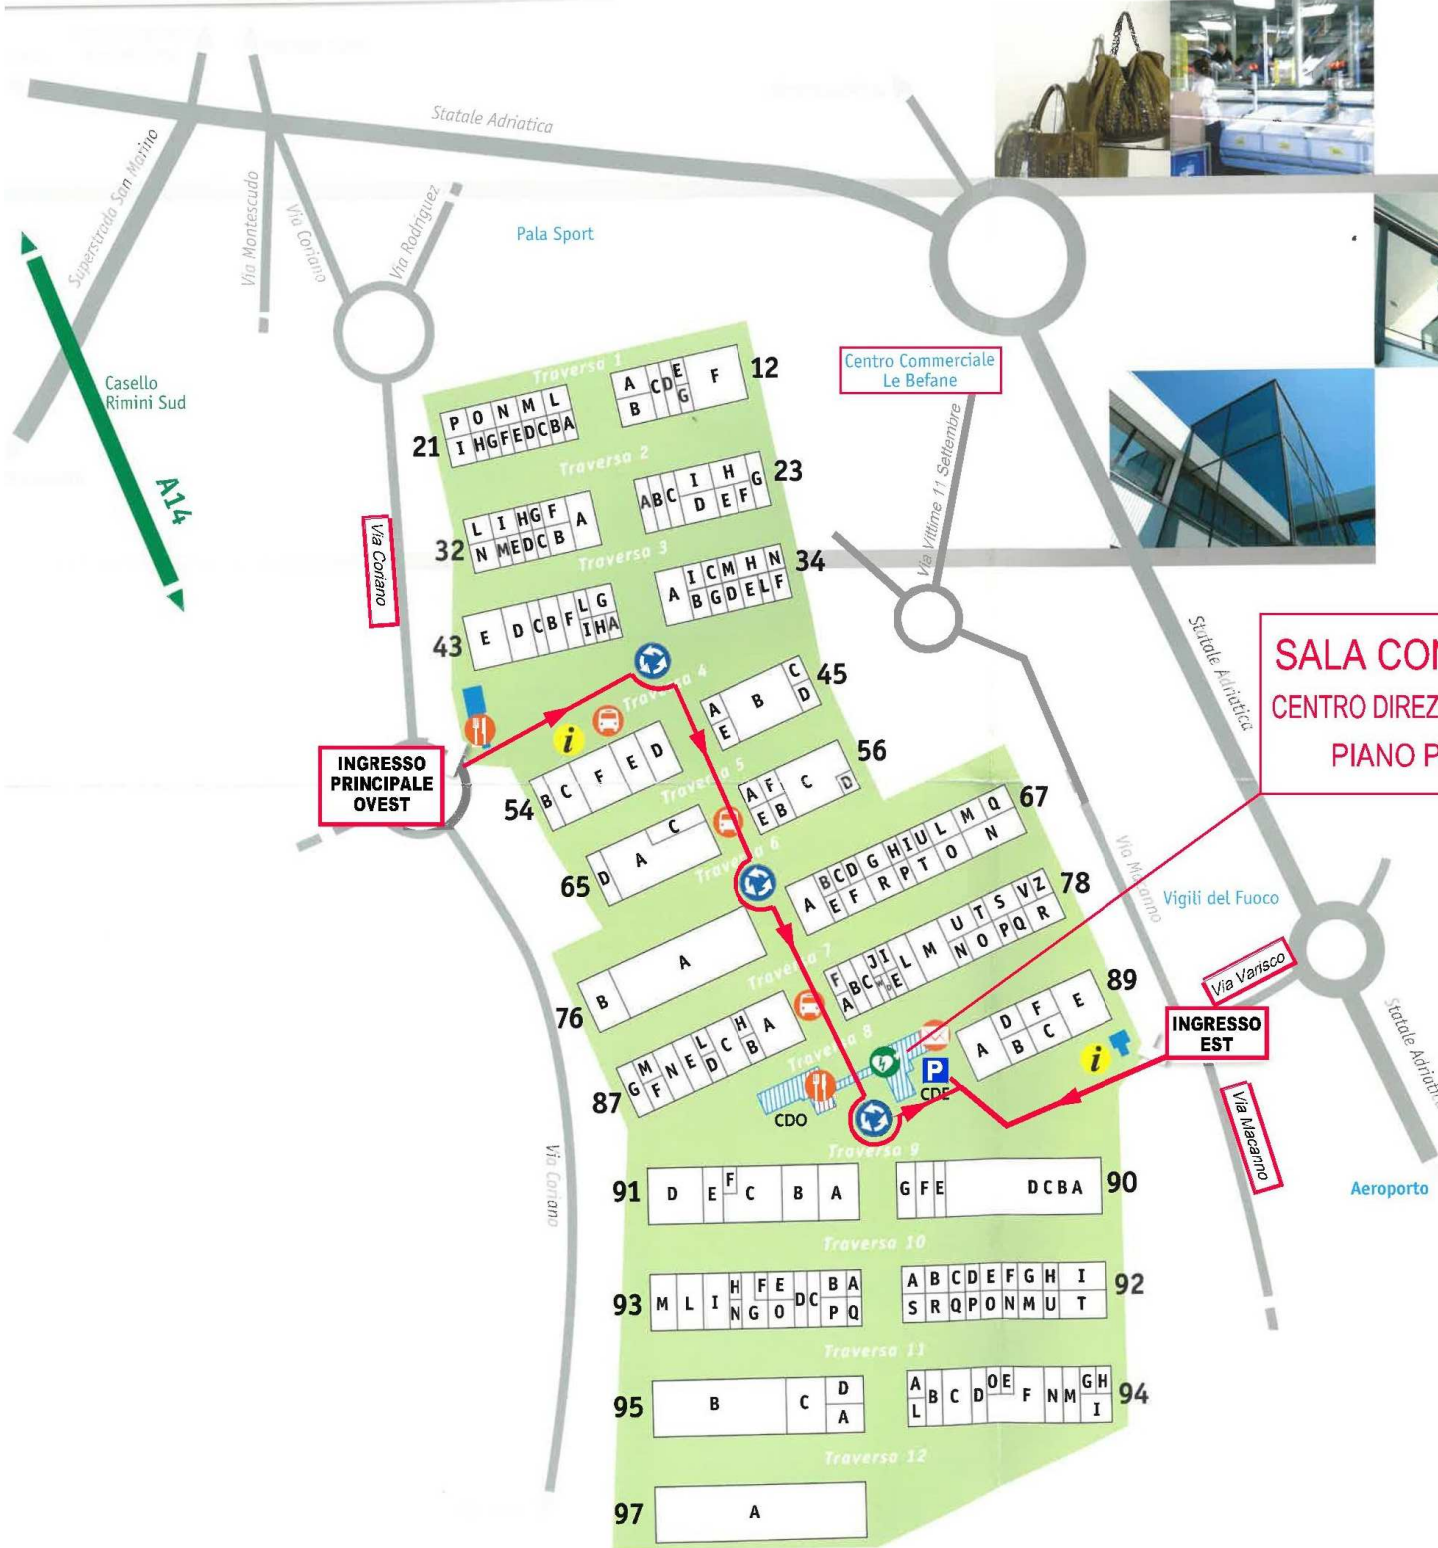 Statale Adriatica
Superstrada San Marino
Via Montescudo
Via Coriano
Via Rodriguez
Pala Sport
Casello
Rimini Sud
A14
Centro Commerciale
Le Befane
Via Vittime 11 Settembre
Via Coriano
Statale Adriatica
SALA CON
CENTRO DIREZ
PIANO P
Traversa 1
12
A B C D E G F
21
P O N M L
I H G F E D C B A
Traversa 2
23
A B C I H G
D E F
32
L I H G F A
N M E D C B
Traversa 3
34
A I C M H N
B G D E L F
43
E D C B F L G
I H A
Traversa 4
45
A B C
E D
INGRESSO
PRINCIPALE
OVEST
i
54
B C F E D
Traversa 5
56
A F C D
E B
65
D A C
Traversa 6
67
A B C D G H I U L M Q
E F R P T O N
Via Macanno
Vigili del Fuoco
76
B A
Traversa 7
78
F J I L M U T S V Z
A B C E N O P Q R
Via Varisco
87
G M N E L C H A
F D B
Traversa 8
89
A D F E
B C
INGRESSO
EST
i
P
CDE
CDO
Via Macanno
Statale Adriatica
Aeroporto
Via Coriano
Traversa 9
91
D E F C B A
90
G F E D C B A
Traversa 10
93
M L I H F E D C B A
N G O P Q
92
A B C D E F G H I
S R Q P O N M U T
Traversa 11
95
B C D
A
94
A B C D O E F N M G H
L I
Traversa 12
97
A